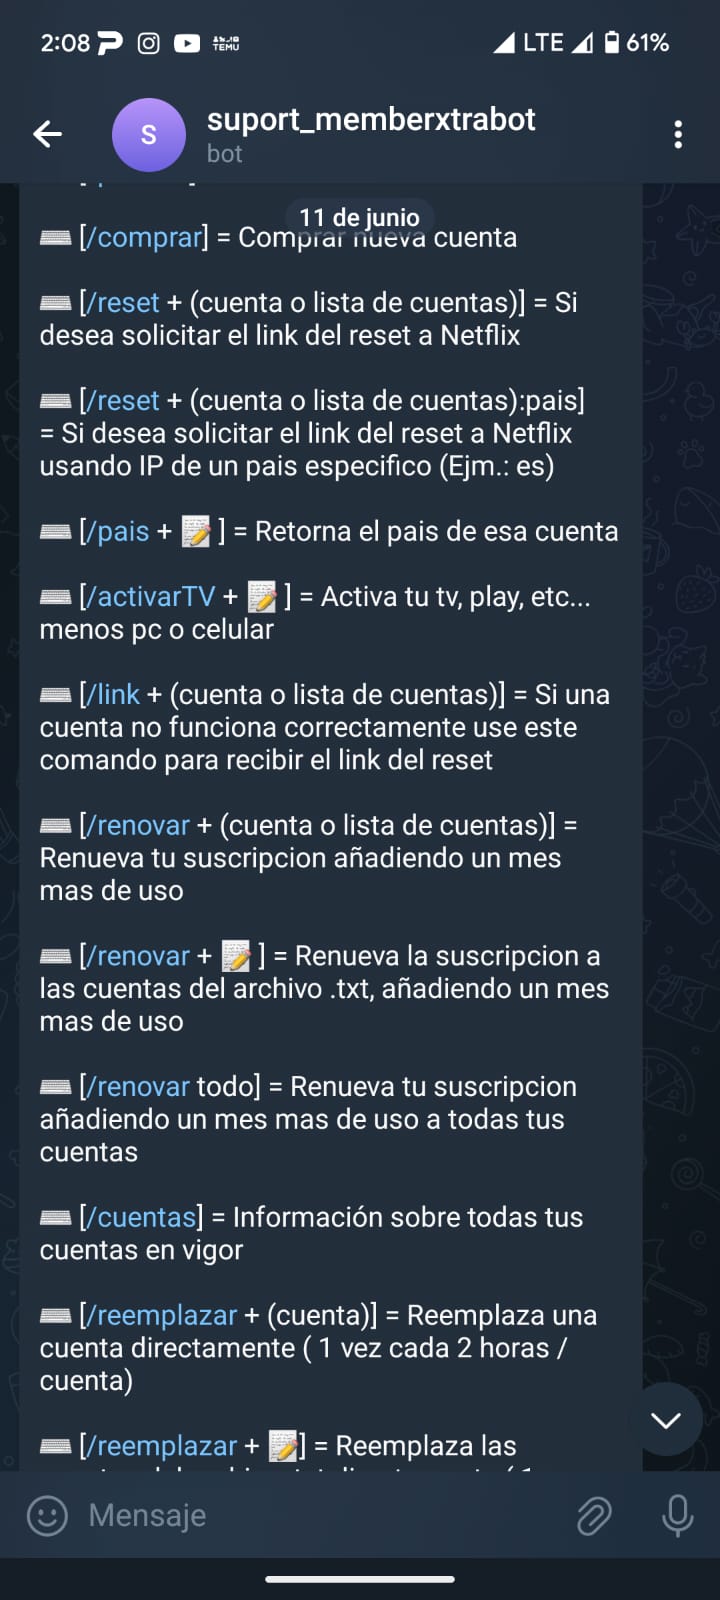 2:08
TEMU
LTE
61%
suport_memberxtrabot
S
bot
11 de junio
[/comprar] = Comprar nueva cuenta
[/reset + (cuenta o lista de cuentas)] = Si
desea solicitar el link del reset a Netflix
[/reset + (cuenta o lista de cuentas):pais]
= Si desea solicitar el link del reset a Netflix
usando IP de un pais especifico (Ejm.: es)
[/pais + 📝 ] = Retorna el pais de esa cuenta
[/activarTV + 📝 ] = Activa tu tv, play, etc...
menos pc o celular
[/link + (cuenta o lista de cuentas)] = Si una
cuenta no funciona correctamente use este
comando para recibir el link del reset
[/renovar + (cuenta o lista de cuentas)] =
Renueva tu suscripcion añadiendo un mes
mas de uso
[/renovar + 📝 ] = Renueva la suscripcion a
las cuentas del archivo .txt, añadiendo un mes
mas de uso
[/renovar todo] = Renueva tu suscripcion
añadiendo un mes mas de uso a todas tus
cuentas
[/cuentas] = Información sobre todas tus
cuentas en vigor
[/reemplazar + (cuenta)] = Reemplaza una
cuenta directamente ( 1 vez cada 2 horas /
cuenta)
[/reemplazar + 📝] = Reemplaza las
Mensaje